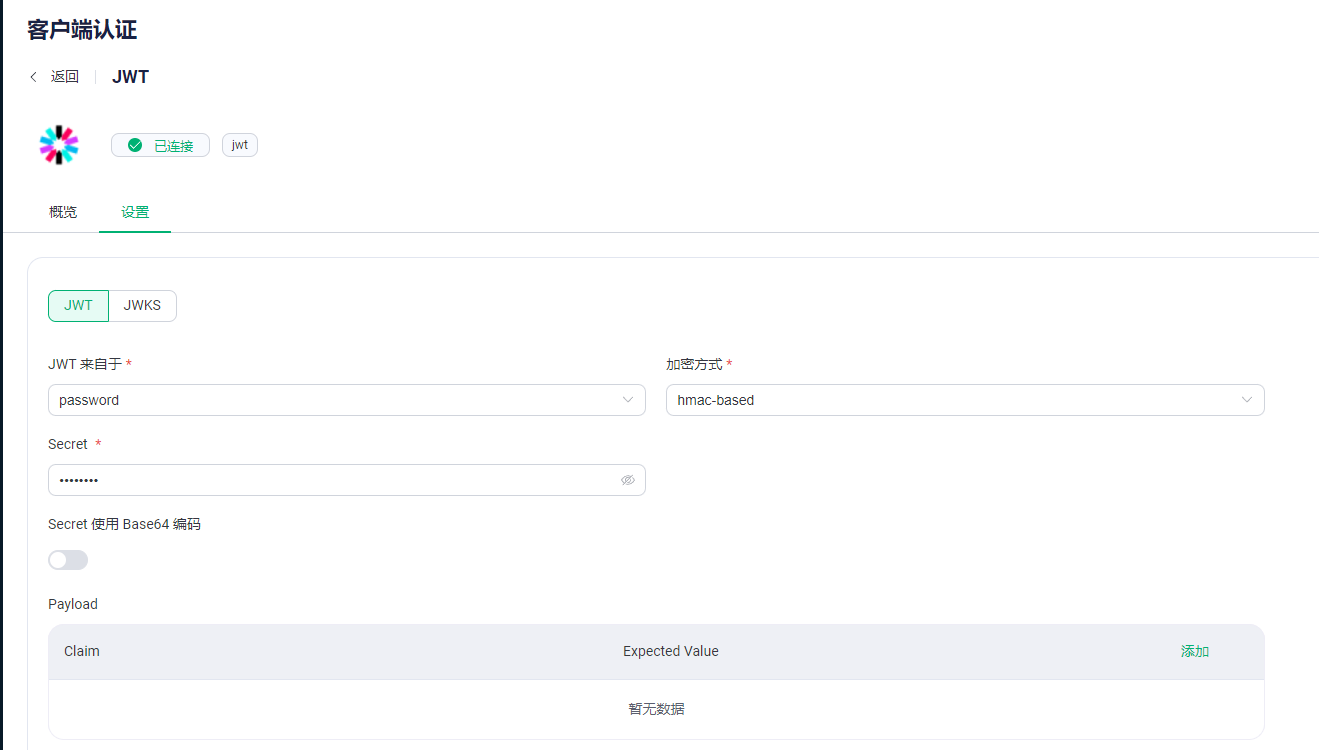 客户端认证
返回 JWT
已连接 jwt
概览 设置
JWT JWKS
JWT 来自于 * 加密方式 *
password hmac-based
Secret *
••••••••
Secret 使用 Base64 编码
Payload
Claim Expected Value 添加
暂无数据